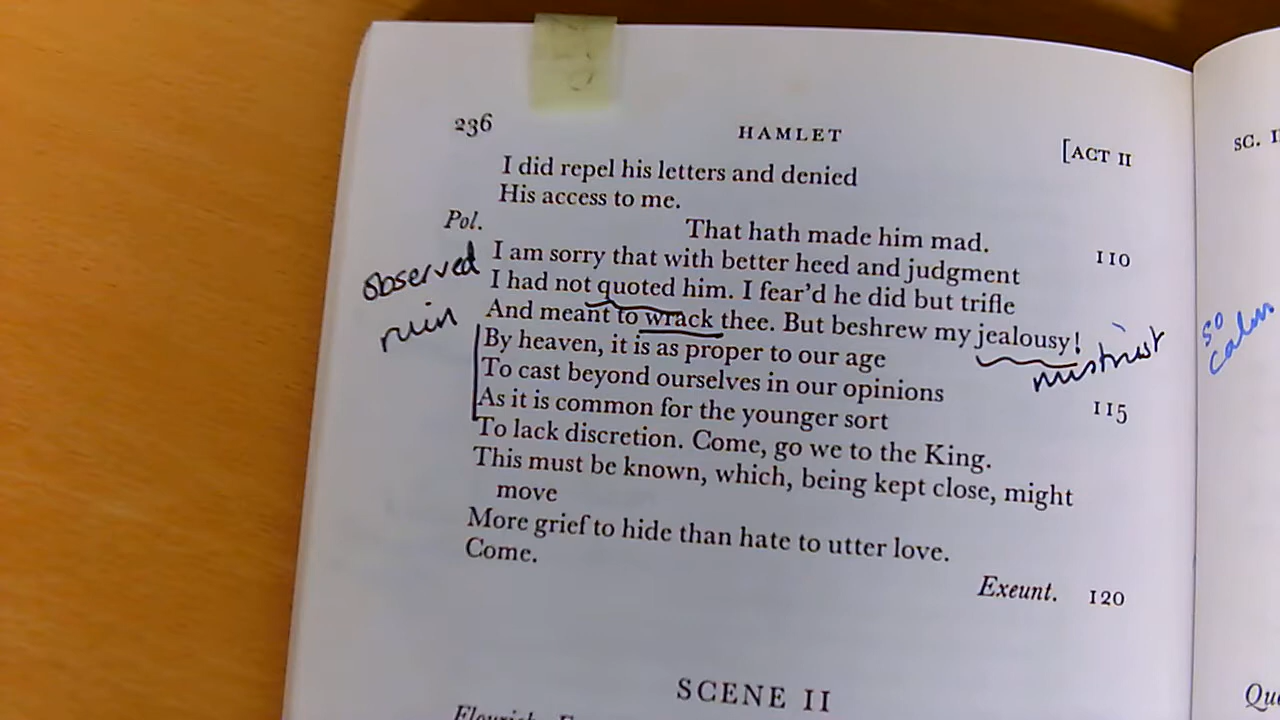 236 HAMLET [ACT II
I did repel his letters and denied
His access to me.
Pol. That hath made him mad. 110
observed I am sorry that with better heed and judgment
I had not quoted him. I fear'd he did but trifle
ruin And meant to wrack thee. But beshrew my jealousy! mistrust
By heaven, it is as proper to our age
To cast beyond ourselves in our opinions 115
As it is common for the younger sort
To lack discretion. Come, go we to the King.
This must be known, which, being kept close, might
move
More grief to hide than hate to utter love.
Come.
Exeunt. 120
SCENE II
SC.
so
calm